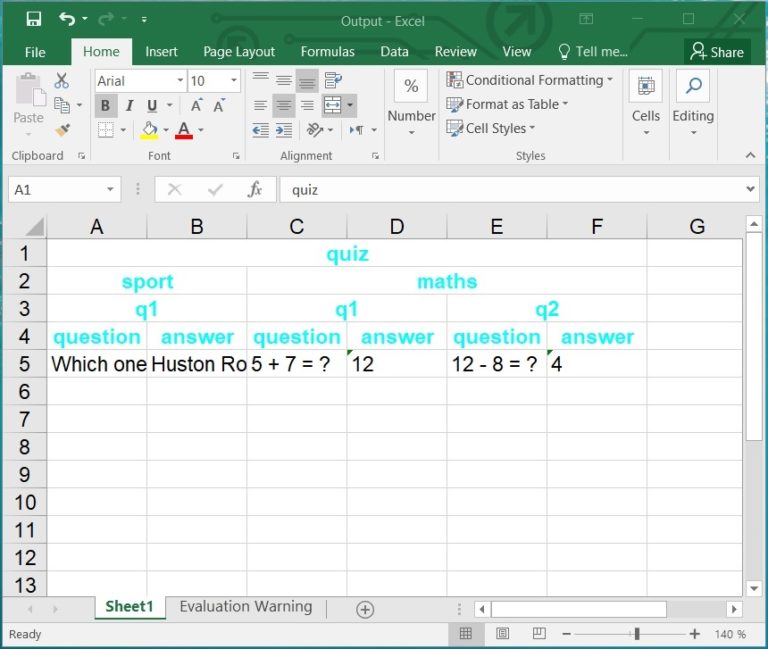 Output - Excel
File Home Insert Page Layout Formulas Data Review View Tell me... Share
Arial 10 % Conditional Formatting
Paste B I U A A Number Format as Table Cells Editing
A Cell Styles
Clipboard Font Alignment Styles
A1 fx quiz
A B C D E F G
1 quiz
2 sport maths
3 q1 q1 q2
4 question answer question answer question answer
5 Which one Huston Ro 5 + 7 = ? 12 12 - 8 = ? 4
6
7
8
9
10
11
12
13
Sheet1 Evaluation Warning
Ready 140 %